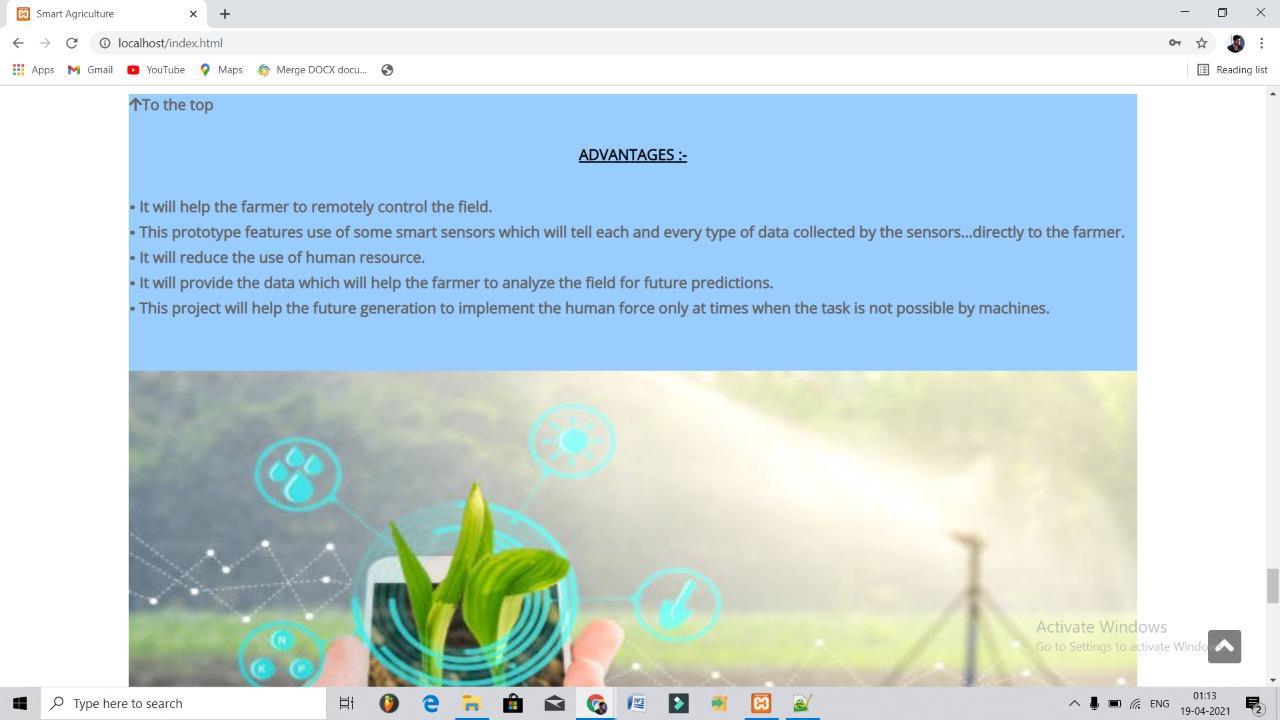 Smart Agriculture
localhost/index.html
Apps Gmail YouTube Maps Merge DOCX docu... Reading list
To the top
ADVANTAGES :-
• It will help the farmer to remotely control the field.
• This prototype features use of some smart sensors which will tell each and every type of data collected by the sensors...directly to the farmer.
• It will reduce the use of human resource.
• It will provide the data which will help the farmer to analyze the field for future predictions.
• This project will help the future generation to implement the human force only at times when the task is not possible by machines.
N
K P
Activate Windows
Go to Settings to activate Windo
Type here to search
ENG
01:13
19-04-2021
2